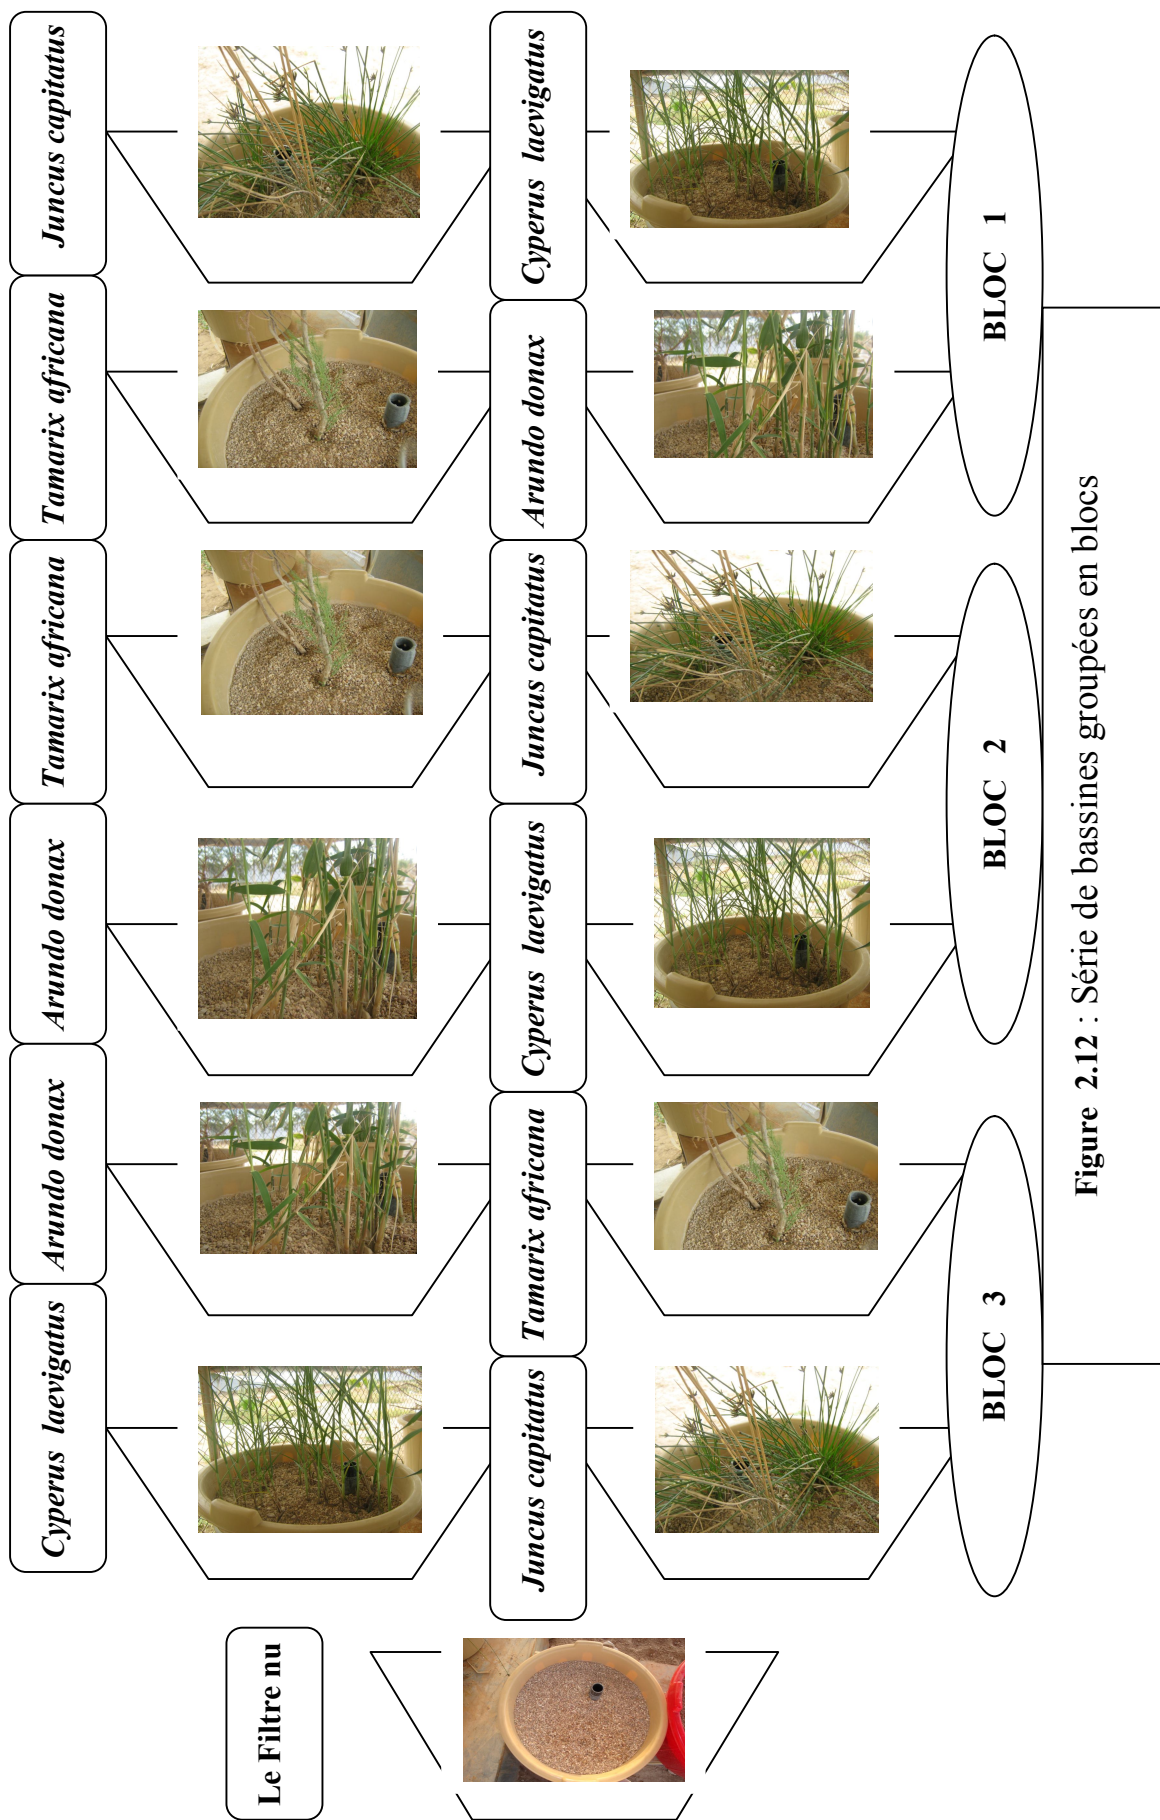 Cyperus laevigatus
Arundo donax
Arundo donax
Tamarix africana
Tamarix africana
Juncus capitatus
Le Filtre nu
Juncus capitatus
Tamarix africana
Cyperus laevigatus
Juncus capitatus
Arundo donax
Cyperus laevigatus
BLOC 3
BLOC 2
BLOC 1
Figure 2.12 : Série de bassines groupées en blocs